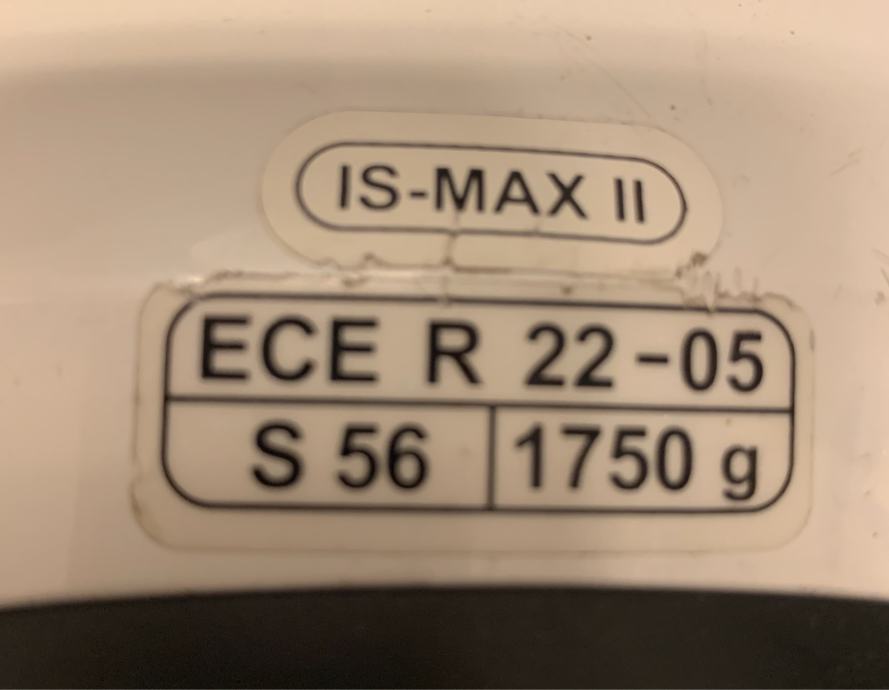 IS-MAX II
ECE R 22-05
S 56 1750 g